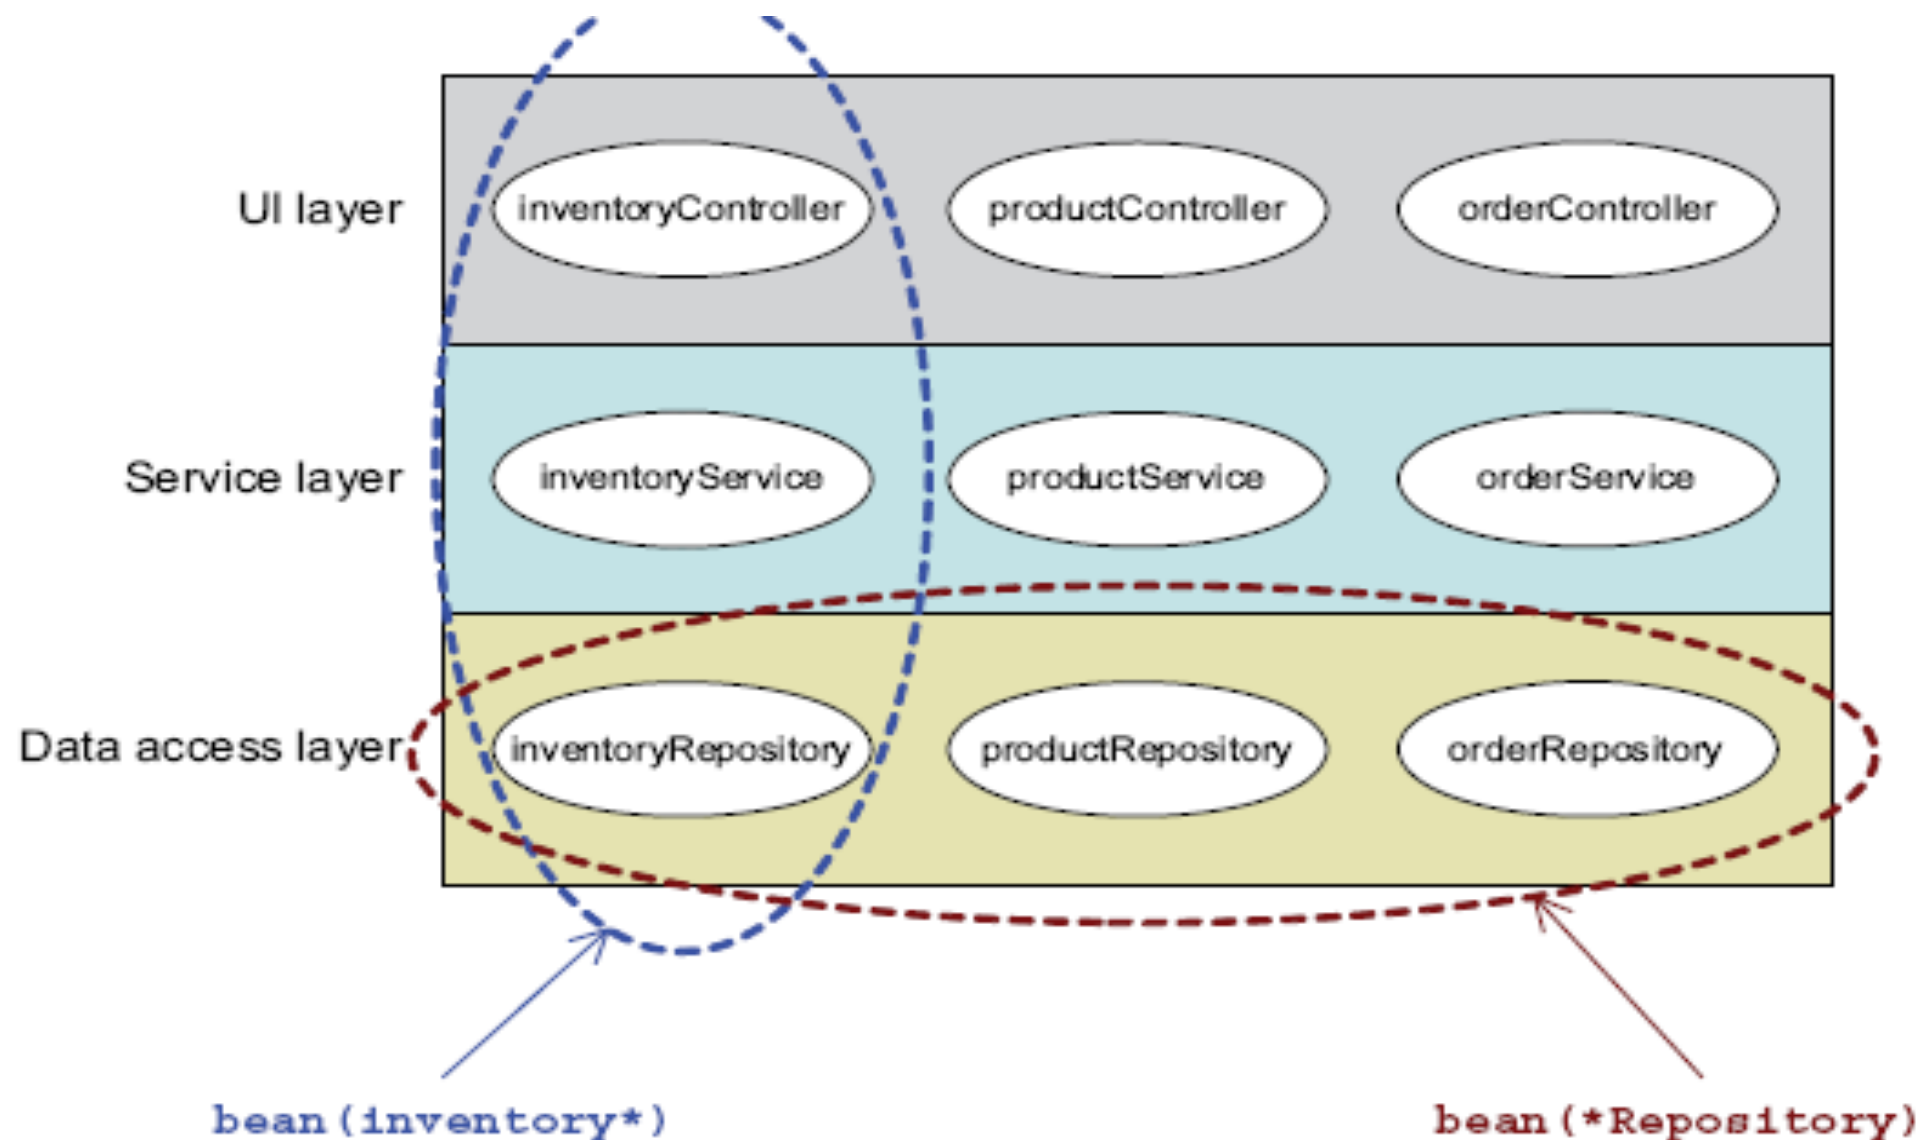 UI layer
inventoryController
productController
orderController
Service layer
inventoryService
productService
orderService
Data access layer
inventoryRepository
productRepository
orderRepository
bean(inventory*)
bean(*Repository)